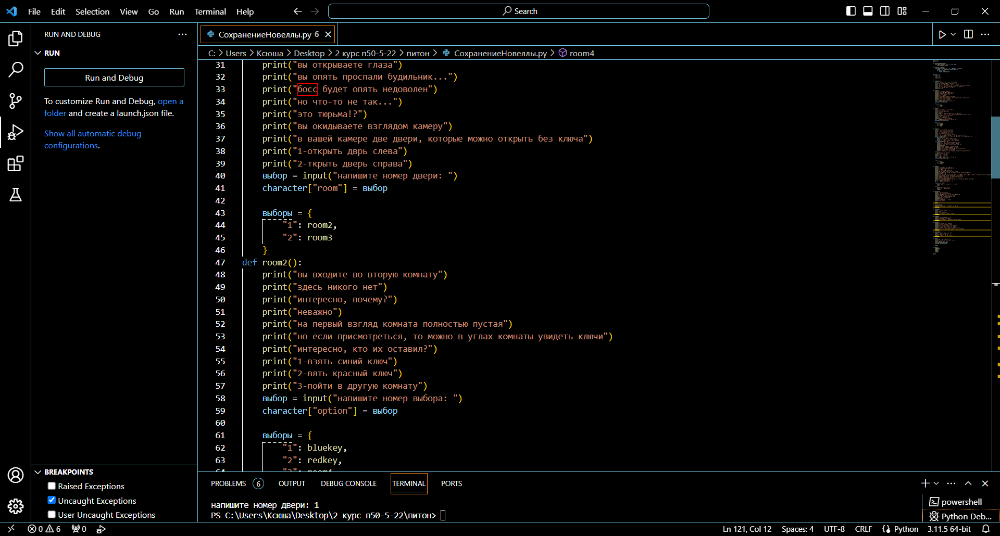 File Edit Selection View Go Run Terminal Help
Search
RUN AND DEBUG
RUN
Run and Debug
To customize Run and Debug, open a
folder and create a launch.json file.
Show all automatic debug
configurations.
BREAKPOINTS
Raised Exceptions
Uncaught Exceptions
User Uncaught Exceptions
СохранениеНовеллы.py 6
C: > Users > Ксюша > Desktop > 2 курс п50-5-22 > питон > СохранениеНовеллы.py > room4
31 print("вы открываете глаза")
32 print("вы опять проспали будильник...")
33 print("босс будет опять недоволен")
34 print("но что-то не так...")
35 print("это тюрьма!?")
36 print("вы окидываете взглядом камеру")
37 print("в вашей камере две двери, которые можно открыть без ключа")
38 print("1-открыть дврь слева")
39 print("2-ткрыть дверь справа")
40 выбор = input("напишите номер двери: ")
41 character["room"] = выбор
42
43 выборы = {
44 "1": room2,
45 "2": room3
46 }
47 def room2():
48 print("вы входите во вторую комнату")
49 print("здесь никого нет")
50 print("интересно, почему?")
51 print("неважно")
52 print("на первый взгляд комната полностью пустая")
53 print("но если присмотреться, то можно в углах комнаты увидеть ключи")
54 print("интересно, кто их оставил?")
55 print("1-взять синий ключ")
56 print("2-вять красный ключ")
57 print("3-пойти в другую комнату")
58 выбор = input("напишите номер выбора: ")
59 character["option"] = выбор
60
61 выборы = {
62 "1": bluekey,
63 "2": redkey,
PROBLEMS 6 OUTPUT DEBUG CONSOLE TERMINAL PORTS
напишите номер двери: 1
PS C:\Users\Ксюша\Desktop\2 курс п50-5-22\питон>
powershell
Python Deb...
0 6 0 Ln 121, Col 12 Spaces: 4 UTF-8 CRLF Python 3.11.5 64-bit